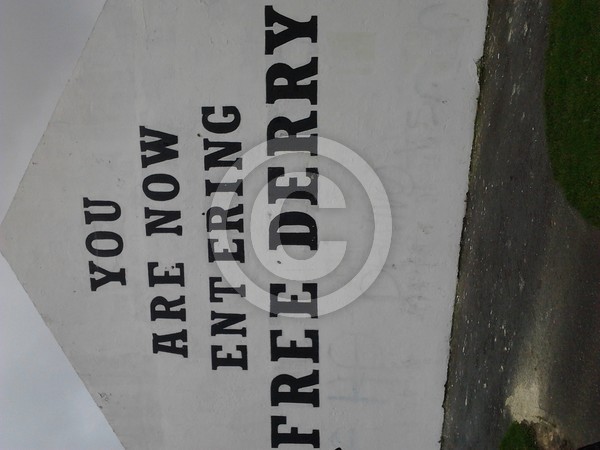 YOU
ARE NOW
ENTERING
FREE DERRY
©